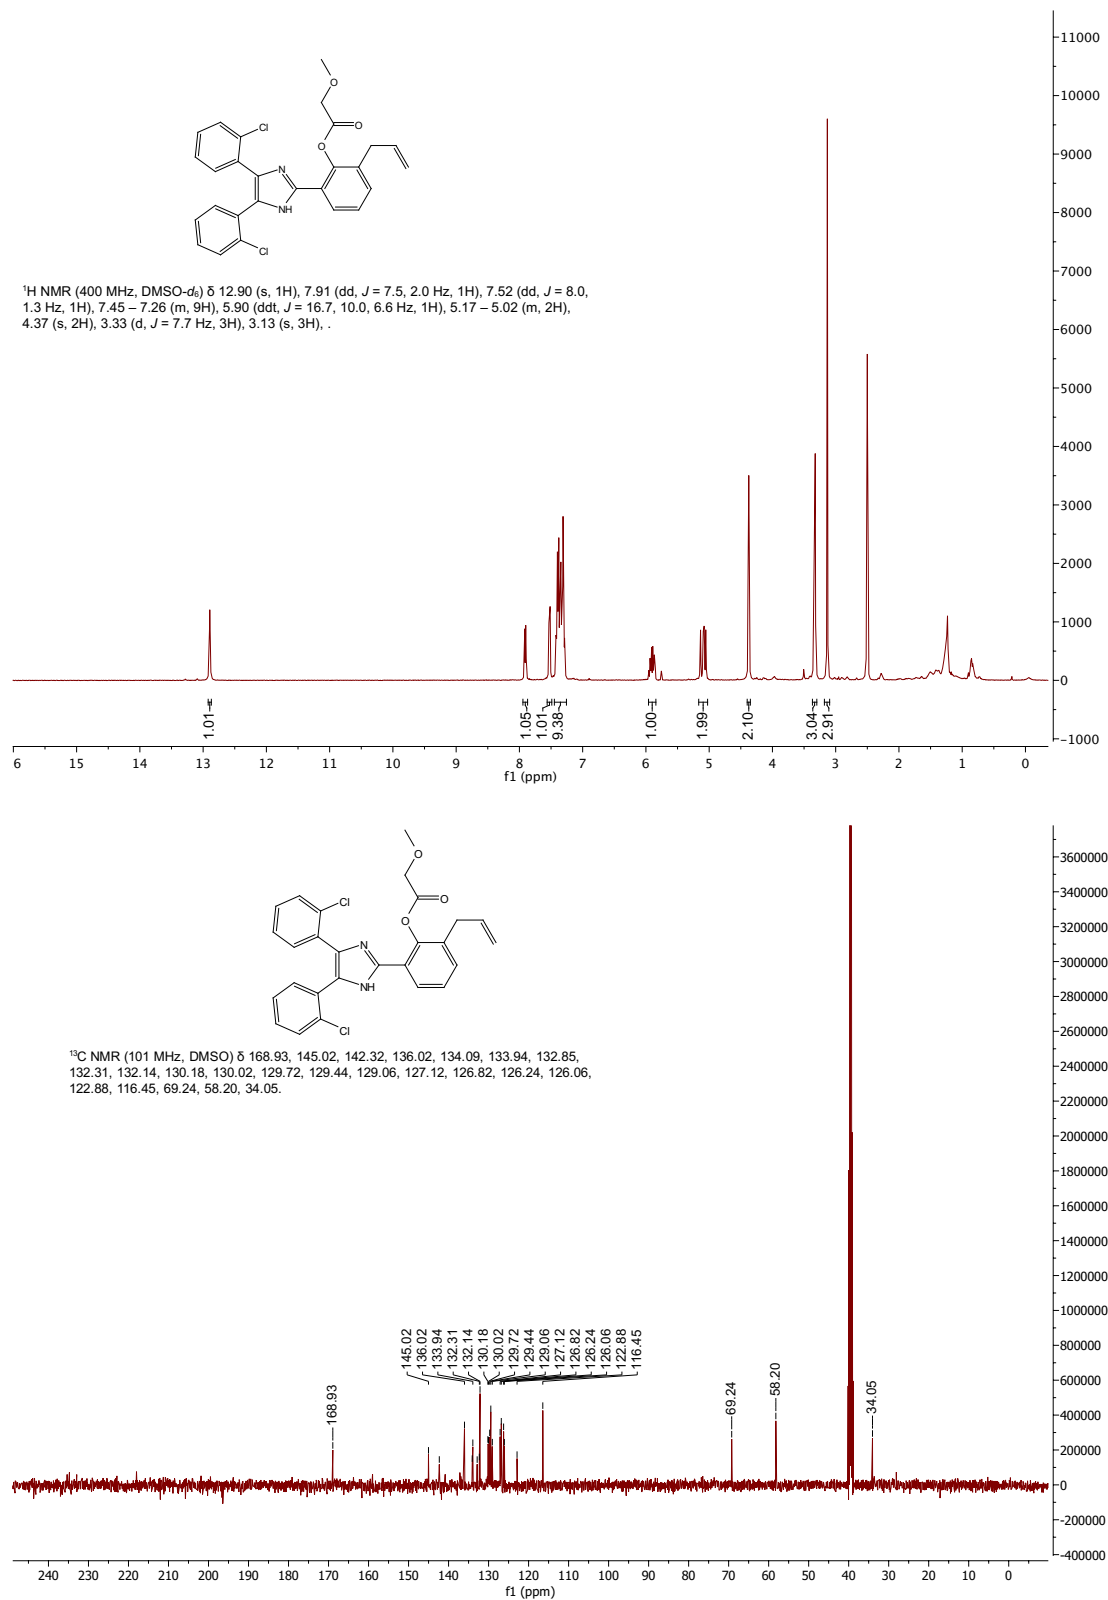 11000
10000
9000
8000
7000
6000
5000
4000
3000
2000
1000
0
-1000
O
O
O
Cl
N
NH
Cl
¹H NMR (400 MHz, DMSO-d₆) δ 12.90 (s, 1H), 7.91 (dd, J = 7.5, 2.0 Hz, 1H), 7.52 (dd, J = 8.0,
1.3 Hz, 1H), 7.45 – 7.26 (m, 9H), 5.90 (ddt, J = 16.7, 10.0, 6.6 Hz, 1H), 5.17 – 5.02 (m, 2H),
4.37 (s, 2H), 3.33 (d, J = 7.7 Hz, 3H), 3.13 (s, 3H), .
1.01
1.05
1.01
9.38
1.00
1.99
2.10
3.04
2.91
6 15 14 13 12 11 10 9 8 7 6 5 4 3 2 1 0
f1 (ppm)
3600000
3400000
3200000
3000000
2800000
2600000
2400000
2200000
2000000
1800000
1600000
1400000
1200000
1000000
800000
600000
400000
200000
0
-200000
-400000
O
O
O
Cl
N
NH
Cl
¹³C NMR (101 MHz, DMSO) δ 168.93, 145.02, 142.32, 136.02, 134.09, 133.94, 132.85,
132.31, 132.14, 130.18, 130.02, 129.72, 129.44, 129.06, 127.12, 126.82, 126.24, 126.06,
122.88, 116.45, 69.24, 58.20, 34.05.
168.93
145.02
136.02
133.94
132.31
132.14
130.18
130.02
129.72
129.44
129.06
127.12
126.82
126.24
126.06
122.88
116.45
69.24
58.20
34.05
240 230 220 210 200 190 180 170 160 150 140 130 120 110 100 90 80 70 60 50 40 30 20 10 0
f1 (ppm)